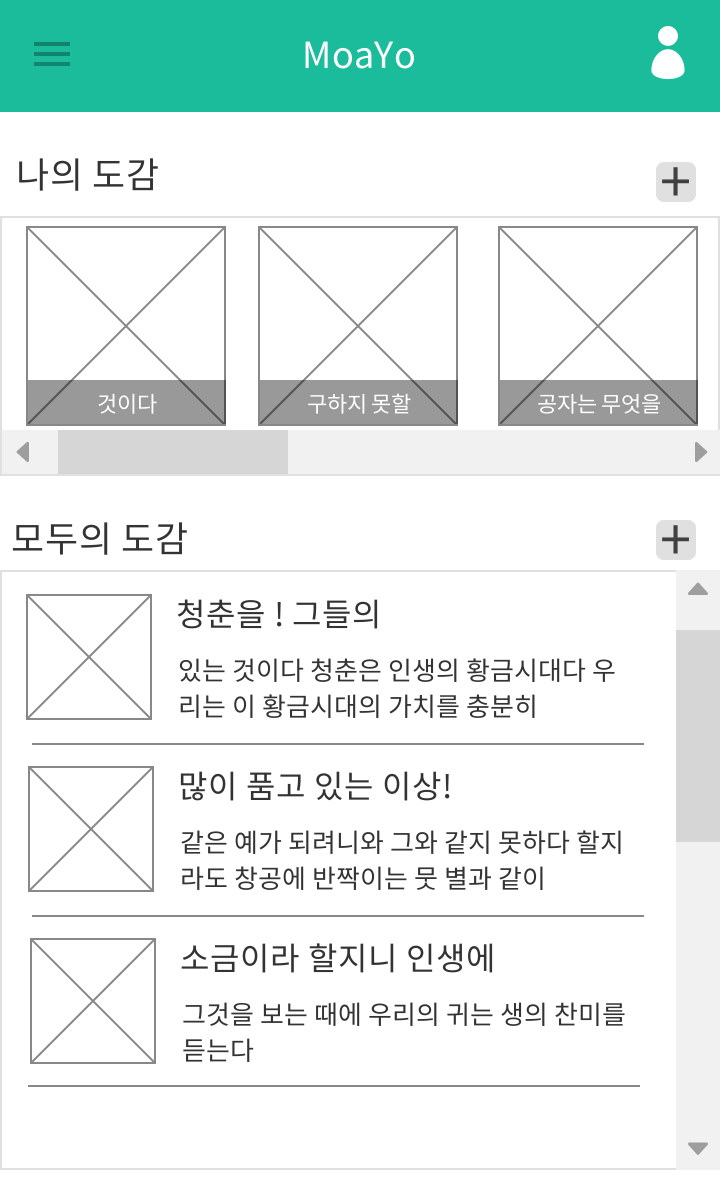 MoaYo
나의 도감
것이다
구하지 못할
공자는 무엇을
모두의 도감
청춘을 ! 그들의
있는 것이다 청춘은 인생의 황금시대다 우
리는 이 황금시대의 가치를 충분히
많이 품고 있는 이상!
같은 예가 되려니와 그와 같지 못하다 할지
라도 창공에 반짝이는 뭇 별과 같이
소금이라 할지니 인생에
그것을 보는 때에 우리의 귀는 생의 찬미를
듣는다